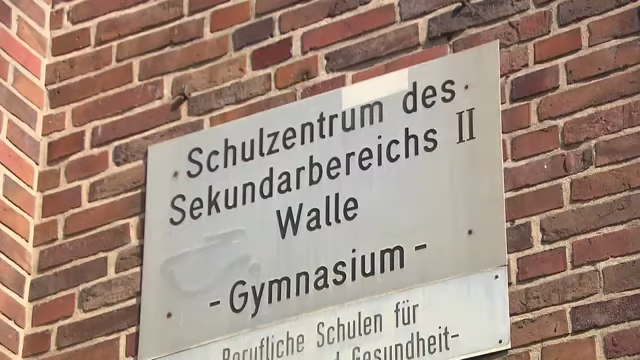 Schulzentrum des
Sekundarbereichs II
Walle
- Gymnasium -
Berufliche Schulen für
Gesundheit-